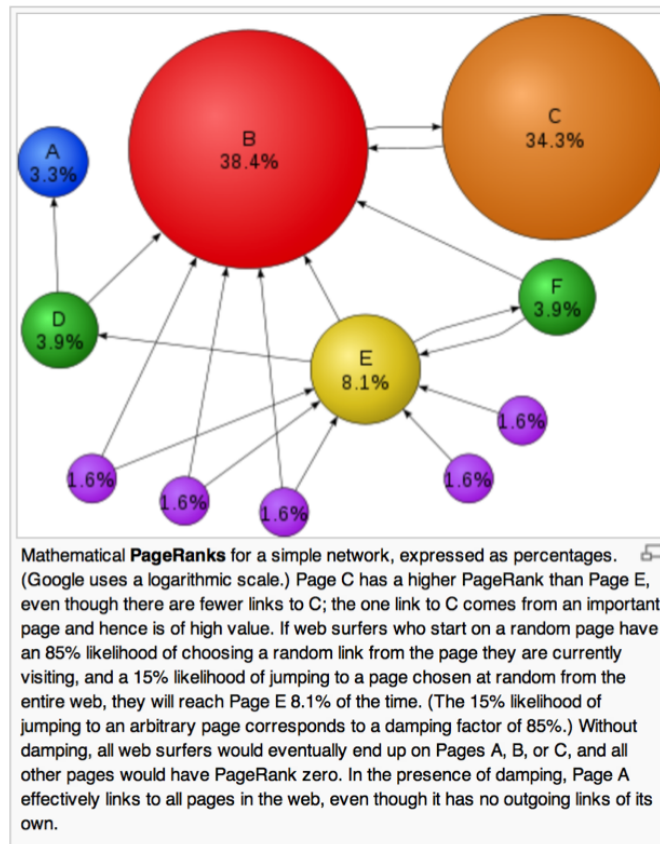 B
38.4%
C
34.3%
A
3.3%
F
3.9%
D
3.9%
E
8.1%
1.6%
1.6%
1.6%
1.6%
1.6%
Mathematical PageRanks for a simple network, expressed as percentages.
(Google uses a logarithmic scale.) Page C has a higher PageRank than Page E,
even though there are fewer links to C; the one link to C comes from an important
page and hence is of high value. If web surfers who start on a random page have
an 85% likelihood of choosing a random link from the page they are currently
visiting, and a 15% likelihood of jumping to a page chosen at random from the
entire web, they will reach Page E 8.1% of the time. (The 15% likelihood of
jumping to an arbitrary page corresponds to a damping factor of 85%.) Without
damping, all web surfers would eventually end up on Pages A, B, or C, and all
other pages would have PageRank zero. In the presence of damping, Page A
effectively links to all pages in the web, even though it has no outgoing links of its
own.